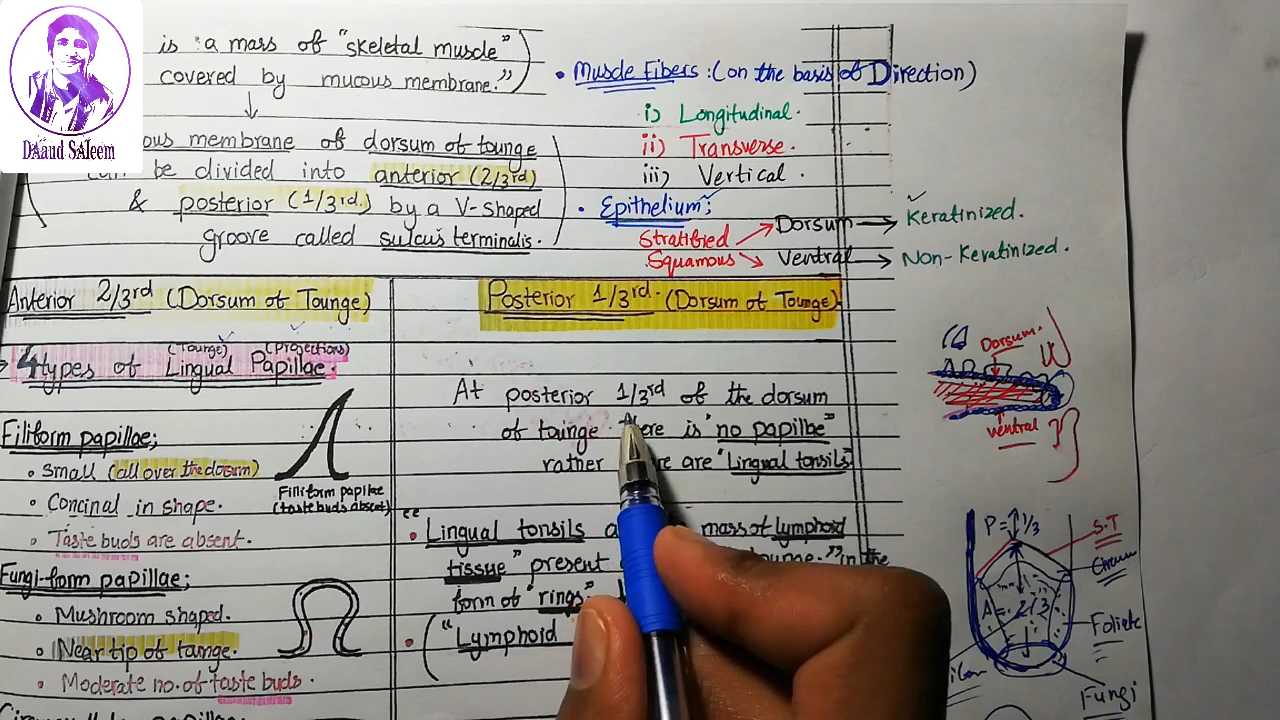 DAaud SAleem
is : a mass of "skeletal muscle"
covered by mucous membrane."
membrane of dorsum of tounge
be divided into anterior (2/3rd)
& posterior (1/3rd.) by a V-shaped
groove called sulcus terminalis.
• Muscle Fibers : (on the basis of Direction)
i) Longitudinal.
ii) Transverse.
iii) Vertical.
• Epithelium;
Stratified
Squamous
Dorsum → Keratinized.
Ventral → Non-Keratinized.
Anterior 2/3rd (Dorsum of Tounge)
4 types of Lingual Papillae.
(Tounge) (Projections)
Filiform papillae;
• Small (all over the dorsum)
• Concinal in shape.
• Taste buds are absent.
Filliform papilae
(taste buds absent)
Fungi-form papillae;
• Mushroom shaped.
• Near tip of tounge.
• Moderate no. of taste buds.
Posterior 1/3rd. (Dorsum of Tounge)
At posterior 1/3rd of the dorsum
of tounge there is "no papillae"
rather are "Lingual tonsils"
• Lingual tonsils mass of lymphoid
tissue" present tounge." in the
form of "rings."
• "Lymphoid
Dorsum.
ventral
P = 1/3
S.T
Circum
A = 2/3
Foliate
Fungi